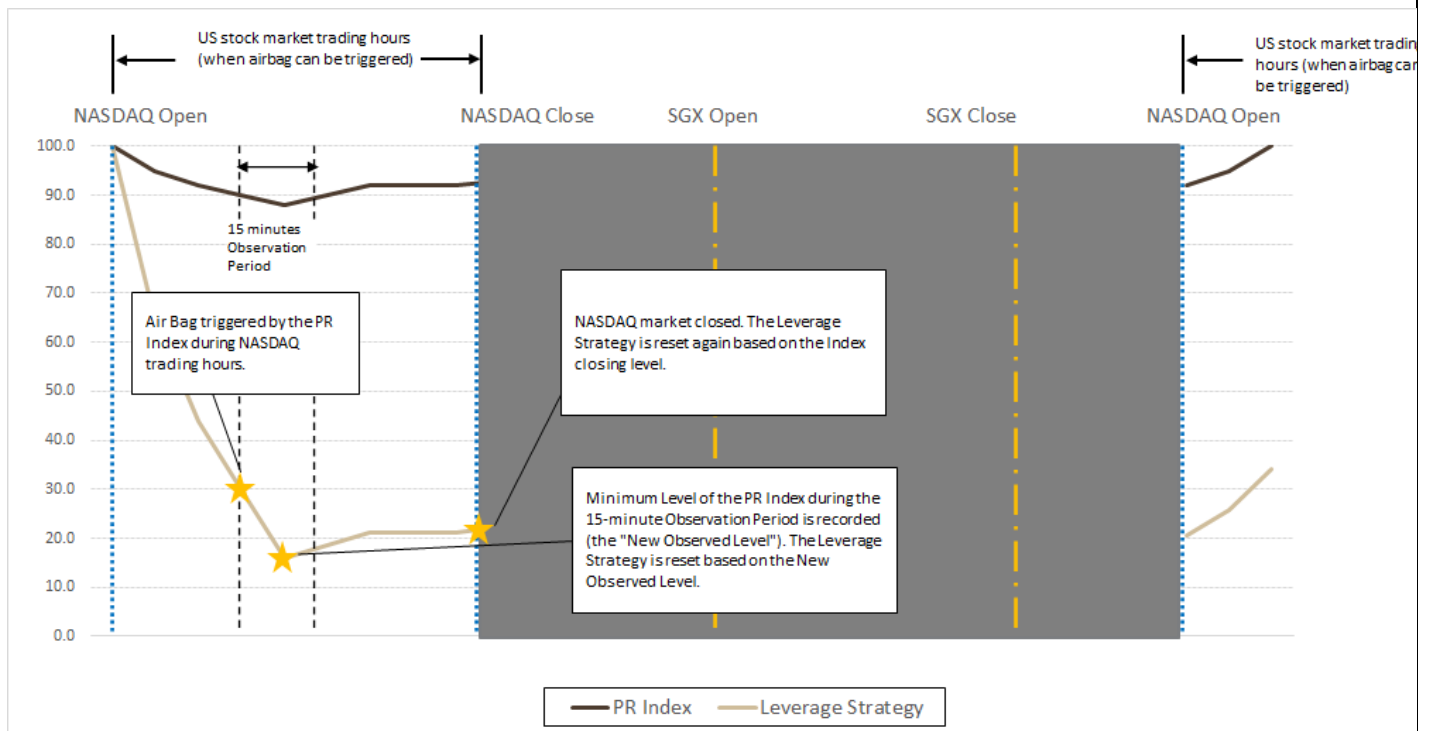 US stock market trading hours
(when airbag can be triggered)
US stock market trading
hours (when airbag can
be triggered)
NASDAQ Open
NASDAQ Close
SGX Open
SGX Close
NASDAQ Open
100.0
90.0
80.0
70.0
60.0
50.0
40.0
30.0
20.0
10.0
0.0
15 minutes
Observation
Period
Air Bag triggered by the PR
Index during NASDAQ
trading hours.
NASDAQ market closed. The Leverage
Strategy is reset again based on the Index
closing level.
Minimum Level of the PR Index during the
15-minute Observation Period is recorded
(the "New Observed Level"). The Leverage
Strategy is reset based on the New
Observed Level.
PR Index
Leverage Strategy